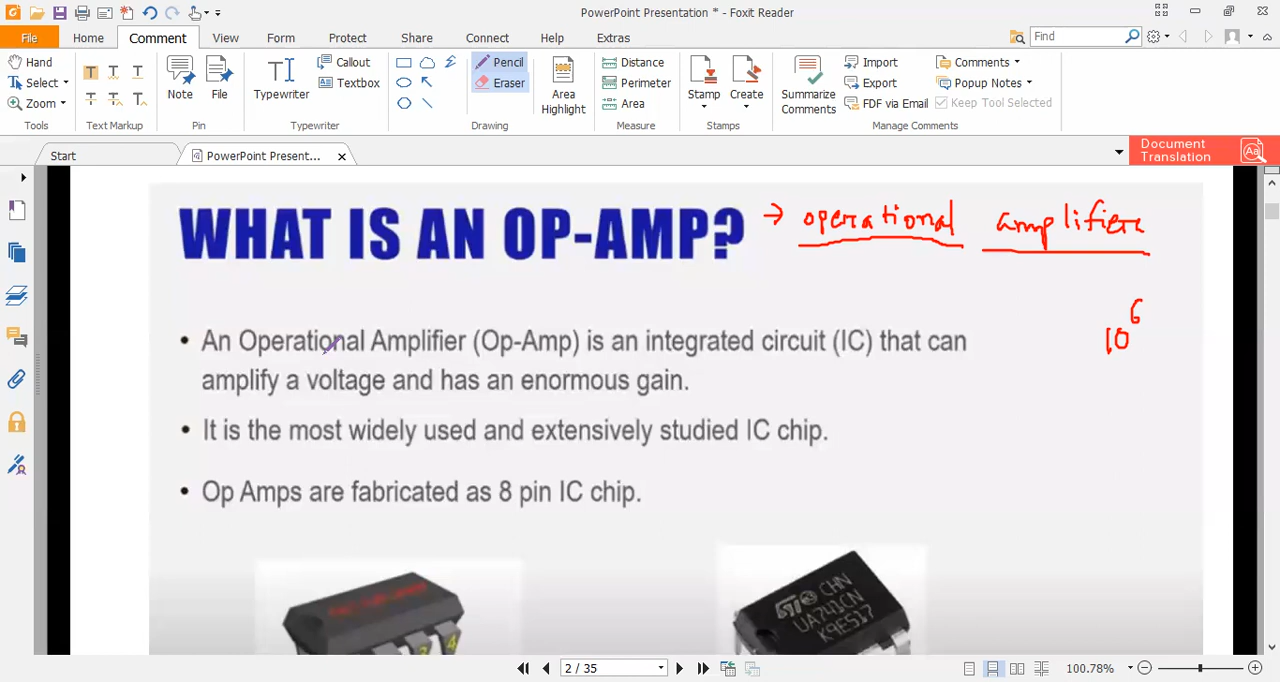 PowerPoint Presentation * - Foxit Reader
File Home Comment View Form Protect Share Connect Help Extras Find
Hand
Select
Zoom
Tools
Text Markup
Note
File
Pin
Typewriter
Callout
Textbox
Typewriter
Pencil
Eraser
Drawing
Area
Highlight
Distance
Perimeter
Area
Measure
Stamp
Create
Stamps
Summarize
Comments
Import
Export
FDF via Email
Comments
Popup Notes
Keep Tool Selected
Manage Comments
Start
PowerPoint Present...
Document
Translation
WHAT IS AN OP-AMP? → operational amplifiers
10^6
• An Operational Amplifier (Op-Amp) is an integrated circuit (IC) that can
amplify a voltage and has an enormous gain.
• It is the most widely used and extensively studied IC chip.
• Op Amps are fabricated as 8 pin IC chip.
3 4
ST CHN
UA741CN
K9E517
2 / 35
100.78%